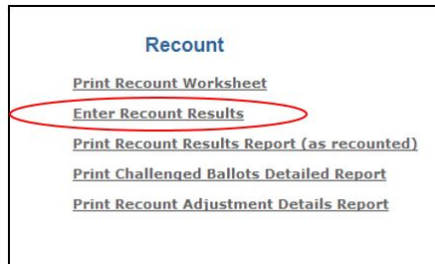 Recount
Print Recount Worksheet
Enter Recount Results
Print Recount Results Report (as recounted)
Print Challenged Ballots Detailed Report
Print Recount Adjustment Details Report